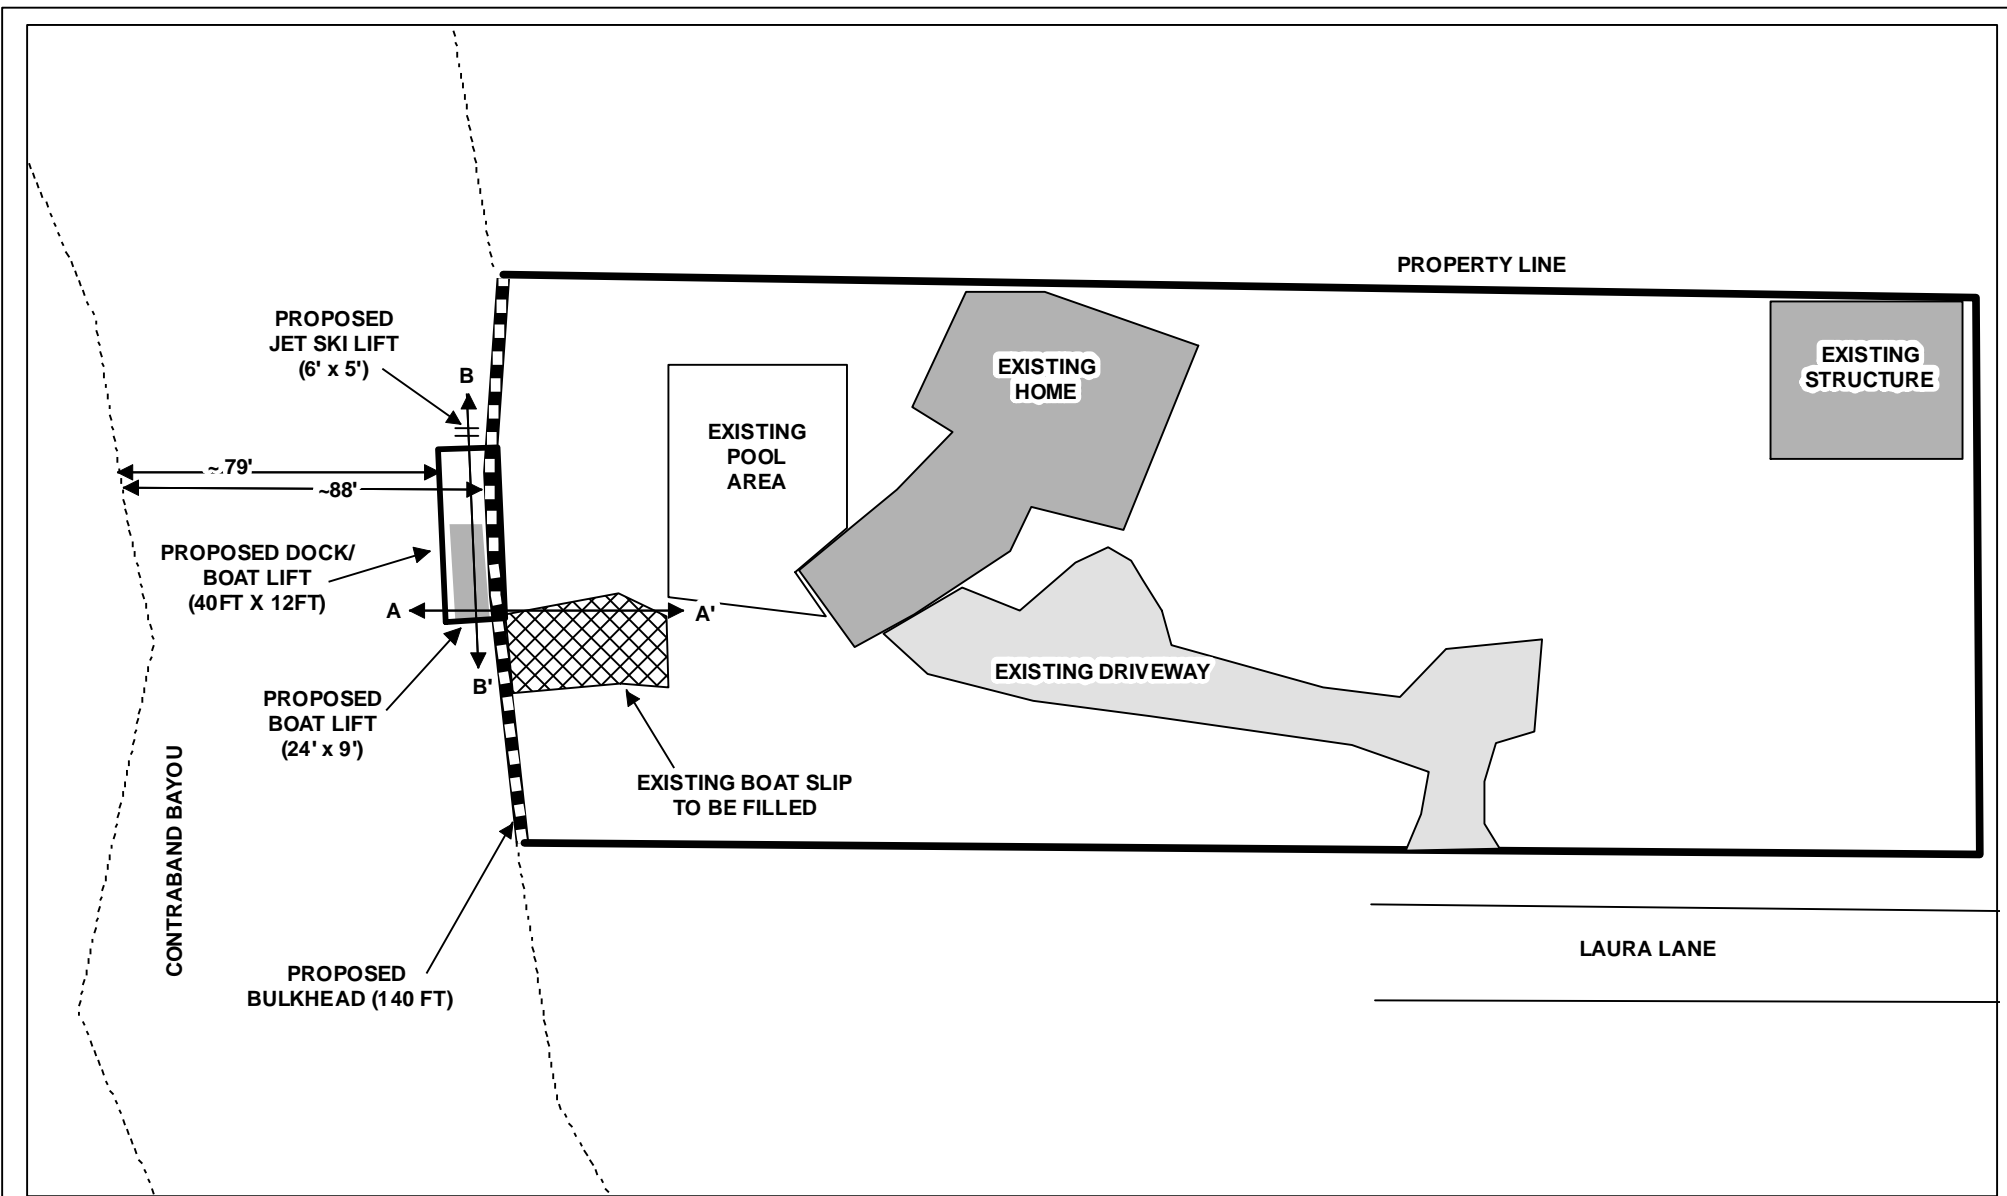 PROPERTY LINE
PROPOSED
JET SKI LIFT
(6' x 5')
B
EXISTING
HOME
EXISTING
STRUCTURE
EXISTING
POOL
AREA
~ 79'
~88'
PROPOSED DOCK/
BOAT LIFT
(40FT X 12FT)
A
A'
B'
PROPOSED
BOAT LIFT
(24' x 9')
EXISTING DRIVEWAY
EXISTING BOAT SLIP
TO BE FILLED
CONTRABAND BAYOU
PROPOSED
BULKHEAD (140 FT)
LAURA LANE